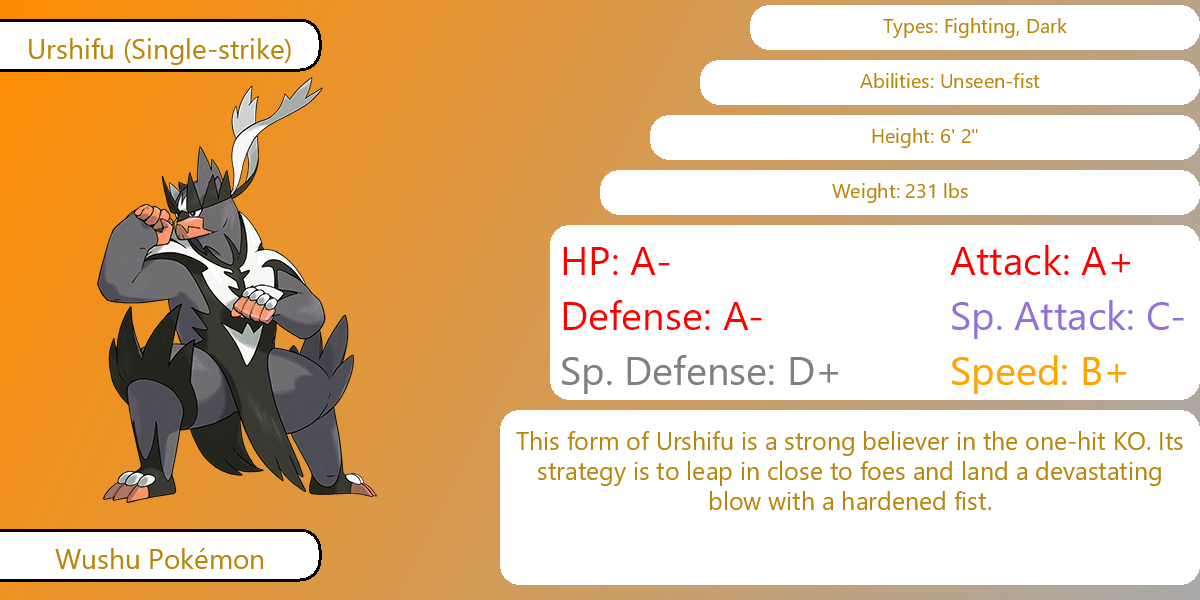 Urshifu (Single-strike)
Types: Fighting, Dark
Abilities: Unseen-fist
Height: 6' 2"
Weight: 231 lbs
HP: A-
Attack: A+
Defense: A-
Sp. Attack: C-
Sp. Defense: D+
Speed: B+
This form of Urshifu is a strong believer in the one-hit KO. Its
strategy is to leap in close to foes and land a devastating
blow with a hardened fist.
Wushu Pokémon